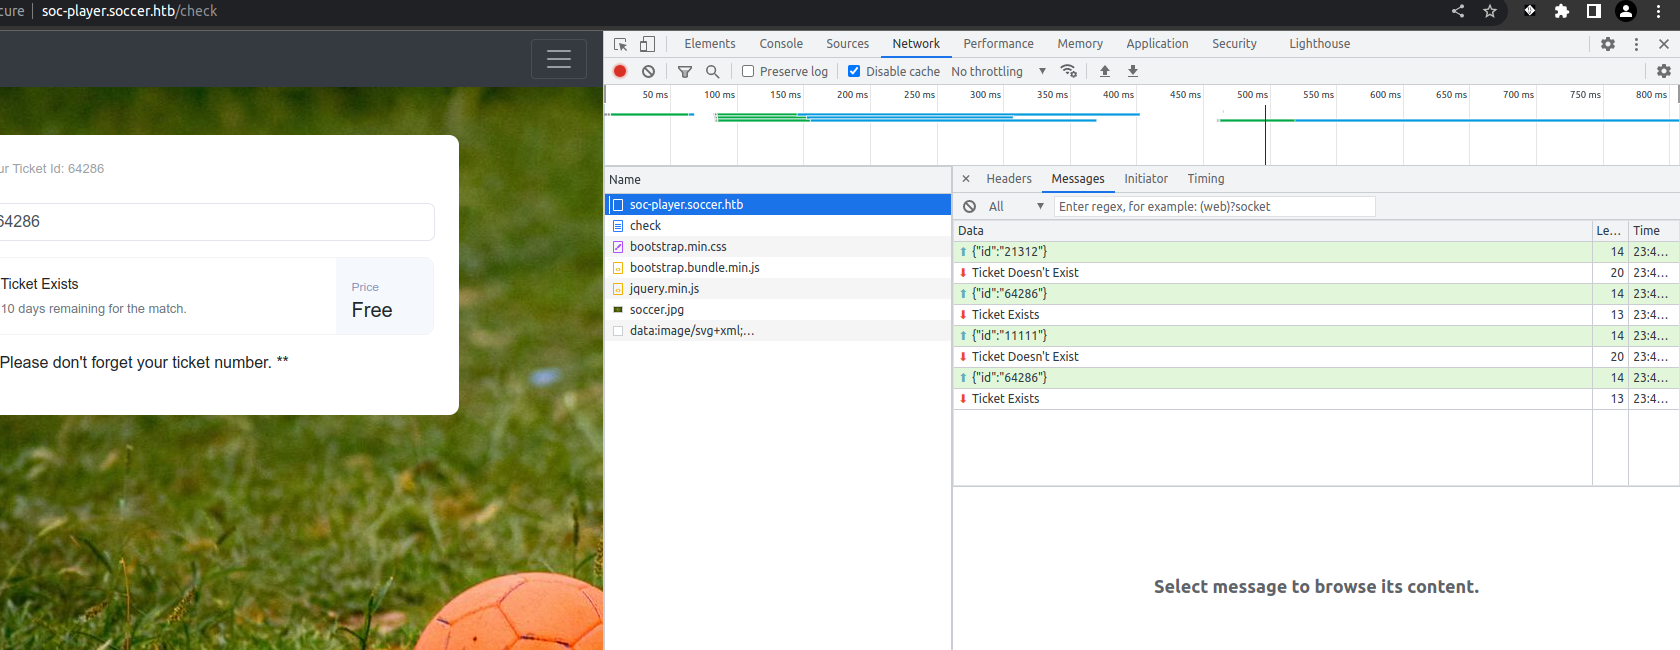 cure soc-player.soccer.htb/check
Elements Console Sources Network Performance Memory Application Security Lighthouse
Preserve log Disable cache No throttling
50 ms 100 ms 150 ms 200 ms 250 ms 300 ms 350 ms 400 ms 450 ms 500 ms 550 ms 600 ms 650 ms 700 ms 750 ms 800 ms
ur Ticket Id: 64286
64286
Ticket Exists
10 days remaining for the match.
Price
Free
Please don't forget your ticket number. **
Name
soc-player.soccer.htb
check
bootstrap.min.css
bootstrap.bundle.min.js
jquery.min.js
soccer.jpg
data:image/svg+xml;...
× Headers Messages Initiator Timing
All Enter regex, for example: (web)?socket
Data Le... Time
{"id":"21312"} 14 23:4...
Ticket Doesn't Exist 20 23:4...
{"id":"64286"} 14 23:4...
Ticket Exists 13 23:4...
{"id":"11111"} 14 23:4...
Ticket Doesn't Exist 20 23:4...
{"id":"64286"} 14 23:4...
Ticket Exists 13 23:4...
Select message to browse its content.